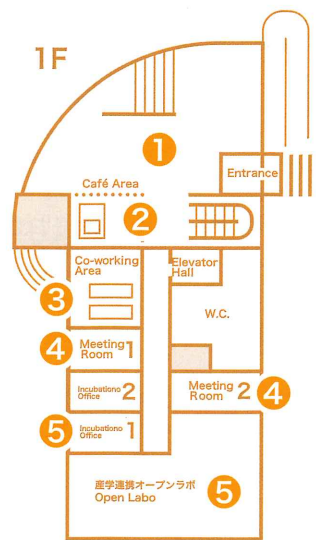 1F
1
Entrance
Café Area
2
Co-working
Area
Elevator
Hall
3
W.C.
4
Meeting
Room 1
Incubationo
Office 2
Meeting
Room 2
4
5
Incubationo
Office 1
産学連携オープンラボ
Open Labo
5